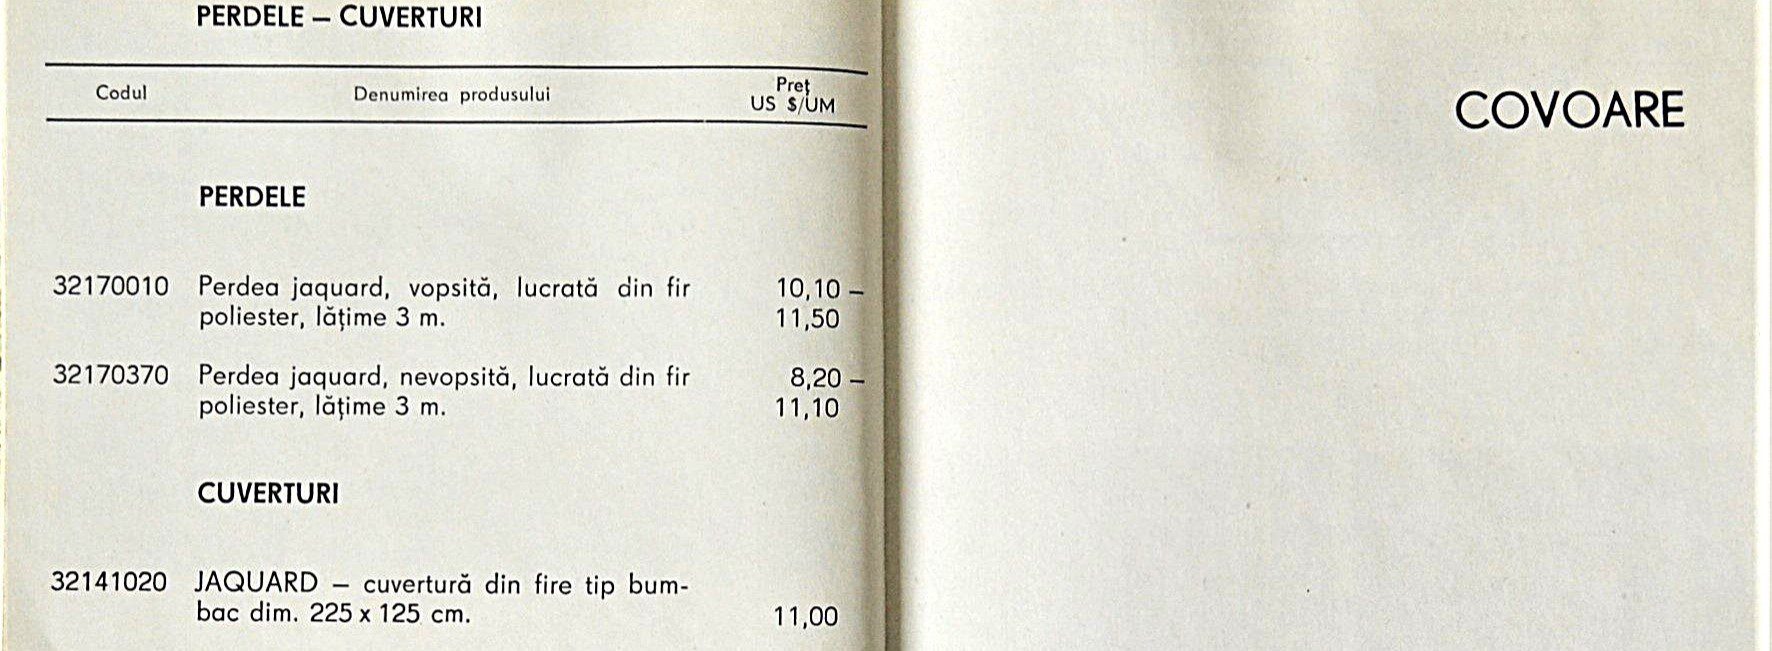 PERDELE – CUVERTURI
Codul Denumirea produsului Preț
US $/UM
PERDELE
32170010 Perdea jaquard, vopsită, lucrată din fir 10,10 –
poliester, lățime 3 m. 11,50
32170370 Perdea jaquard, nevopsită, lucrată din fir 8,20 –
poliester, lățime 3 m. 11,10
CUVERTURI
32141020 JAQUARD – cuvertură din fire tip bum-
bac dim. 225 x 125 cm. 11,00
COVOARE